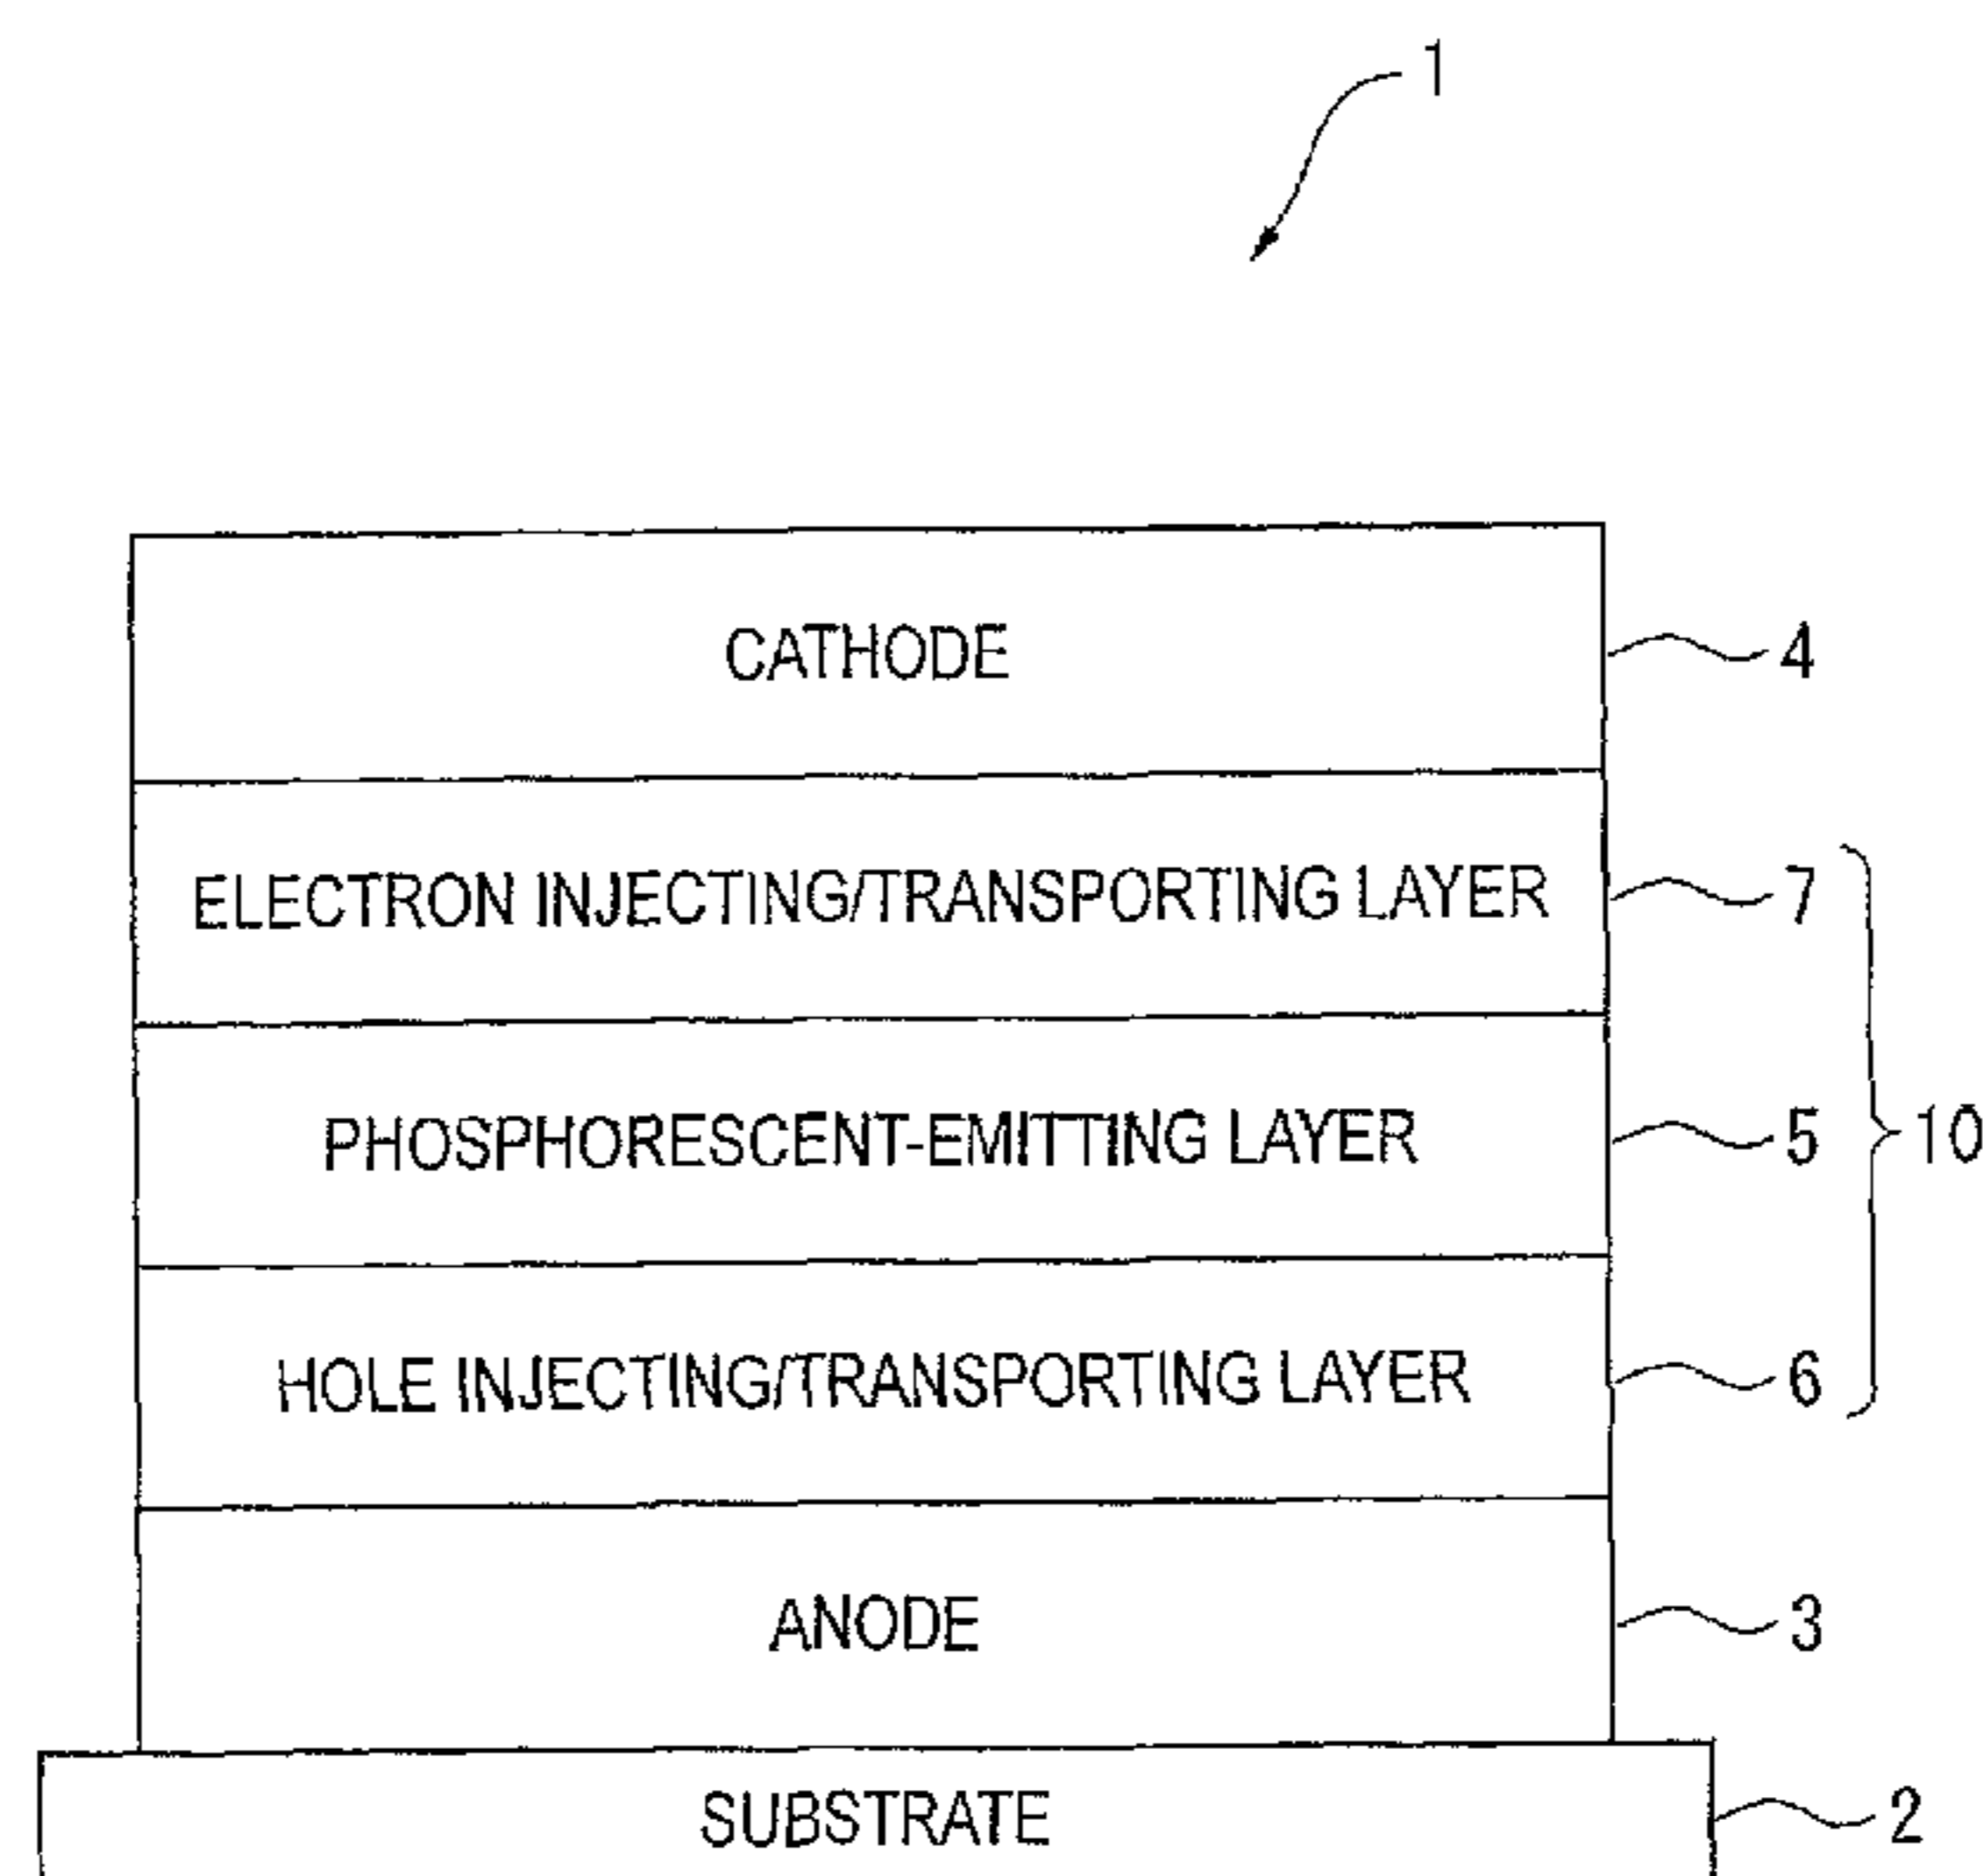 1
CATHODE 4
ELECTRON INJECTING/TRANSPORTING LAYER 7
PHOSPHORESCENT-EMITTING LAYER 5 10
HOLE INJECTING/TRANSPORTING LAYER 6
ANODE 3
SUBSTRATE 2